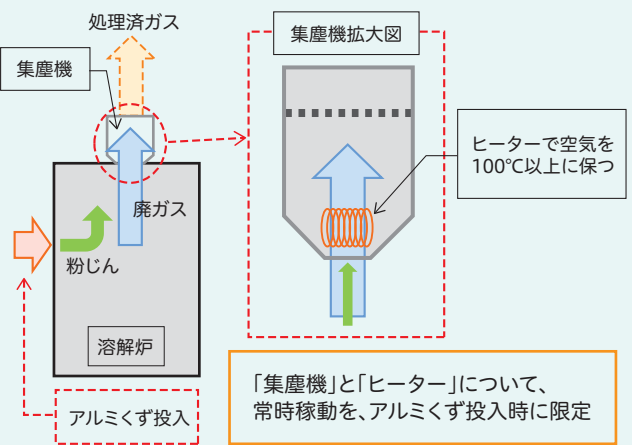 処理済ガス
集塵機
集塵機拡大図
ヒーターで空気を
100℃以上に保つ
廃ガス
粉じん
溶解炉
アルミくず投入
「集塵機」と「ヒーター」について、
常時稼動を、アルミくず投入時に限定